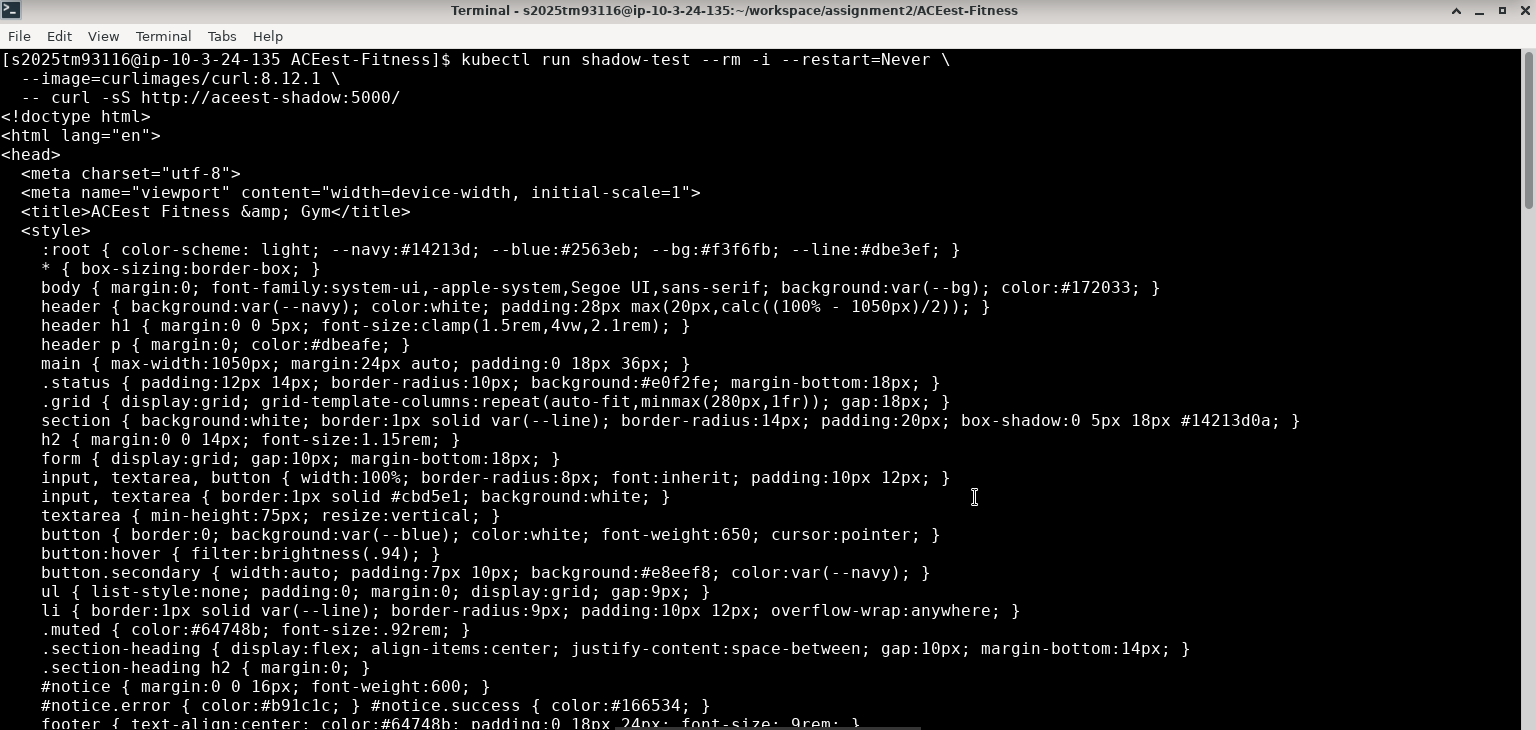 Terminal - s2025tm93116@ip-10-3-24-135:~/workspace/assignment2/ACEest-Fitness
File Edit View Terminal Tabs Help
[s2025tm93116@ip-10-3-24-135 ACEest-Fitness]$ kubectl run shadow-test --rm -i --restart=Never \
  --image=curlimages/curl:8.12.1 \
  -- curl -sS http://aceest-shadow:5000/
<!doctype html>
<html lang="en">
<head>
  <meta charset="utf-8">
  <meta name="viewport" content="width=device-width, initial-scale=1">
  <title>ACEest Fitness &amp; Gym</title>
  <style>
    :root { color-scheme: light; --navy:#14213d; --blue:#2563eb; --bg:#f3f6fb; --line:#dbe3ef; }
    * { box-sizing:border-box; }
    body { margin:0; font-family:system-ui,-apple-system,Segoe UI,sans-serif; background:var(--bg); color:#172033; }
    header { background:var(--navy); color:white; padding:28px max(20px,calc((100% - 1050px)/2)); }
    header h1 { margin:0 0 5px; font-size:clamp(1.5rem,4vw,2.1rem); }
    header p { margin:0; color:#dbeafe; }
    main { max-width:1050px; margin:24px auto; padding:0 18px 36px; }
    .status { padding:12px 14px; border-radius:10px; background:#e0f2fe; margin-bottom:18px; }
    .grid { display:grid; grid-template-columns:repeat(auto-fit,minmax(280px,1fr)); gap:18px; }
    section { background:white; border:1px solid var(--line); border-radius:14px; padding:20px; box-shadow:0 5px 18px #14213d0a; }
    h2 { margin:0 0 14px; font-size:1.15rem; }
    form { display:grid; gap:10px; margin-bottom:18px; }
    input, textarea, button { width:100%; border-radius:8px; font:inherit; padding:10px 12px; }
    input, textarea { border:1px solid #cbd5e1; background:white; }
    textarea { min-height:75px; resize:vertical; }
    button { border:0; background:var(--blue); color:white; font-weight:650; cursor:pointer; }
    button:hover { filter:brightness(.94); }
    button.secondary { width:auto; padding:7px 10px; background:#e8eef8; color:var(--navy); }
    ul { list-style:none; padding:0; margin:0; display:grid; gap:9px; }
    li { border:1px solid var(--line); border-radius:9px; padding:10px 12px; overflow-wrap:anywhere; }
    .muted { color:#64748b; font-size:.92rem; }
    .section-heading { display:flex; align-items:center; justify-content:space-between; gap:10px; margin-bottom:14px; }
    .section-heading h2 { margin:0; }
    #notice { margin:0 0 16px; font-weight:600; }
    #notice.error { color:#b91c1c; } #notice.success { color:#166534; }
    footer { text-align:center; color:#64748b; padding:0 18px 24px; font-size:.9rem; }